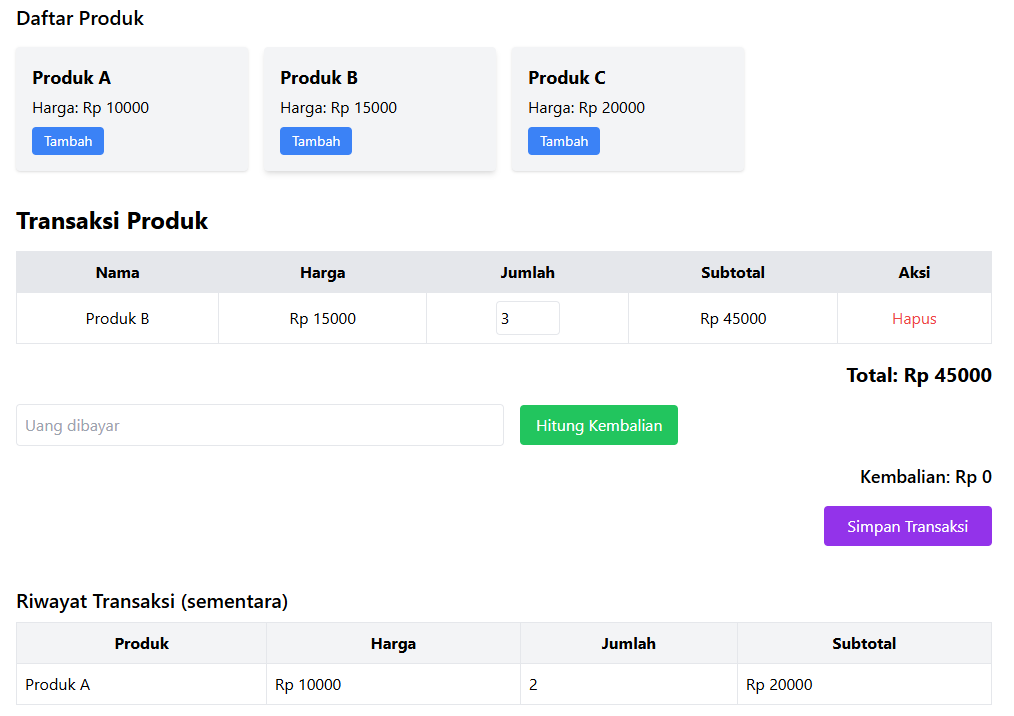 Daftar Produk
Produk A
Harga: Rp 10000
Tambah
Produk B
Harga: Rp 15000
Tambah
Produk C
Harga: Rp 20000
Tambah
Transaksi Produk
Nama Harga Jumlah Subtotal Aksi
Produk B Rp 15000 3 Rp 45000 Hapus
Total: Rp 45000
Uang dibayar Hitung Kembalian
Kembalian: Rp 0
Simpan Transaksi
Riwayat Transaksi (sementara)
Produk Harga Jumlah Subtotal
Produk A Rp 10000 2 Rp 20000